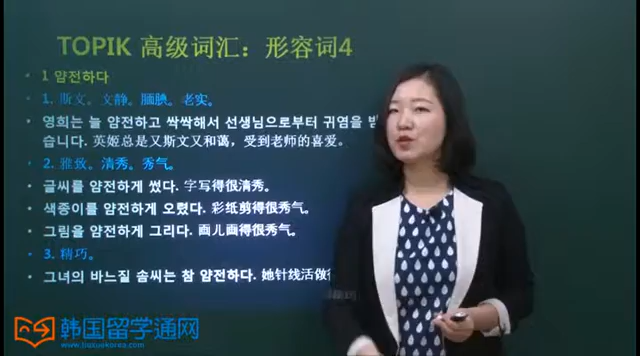 TOPIK 高级词汇：形容词4
• 1 얌전하다
• 1. 斯文。文静。腼腆。老实。
• 영희는 늘 얌전하고 싹싹해서 선생님으로부터 귀염을
습니다. 英姬总是又斯文又和蔼，受到老师的喜爱。
• 2. 雅致。清秀。秀气。
• 글씨를 얌전하게 썼다. 字写得很清秀。
• 색종이를 얌전하게 오렸다. 彩纸剪得很秀气。
• 그림을 얌전하게 그리다. 画儿画得很秀气。
• 3. 精巧。
• 그녀의 바느질 솜씨는 참 얌전하다. 她针线活做
韩国留学通网
www.liuxuekorea.com